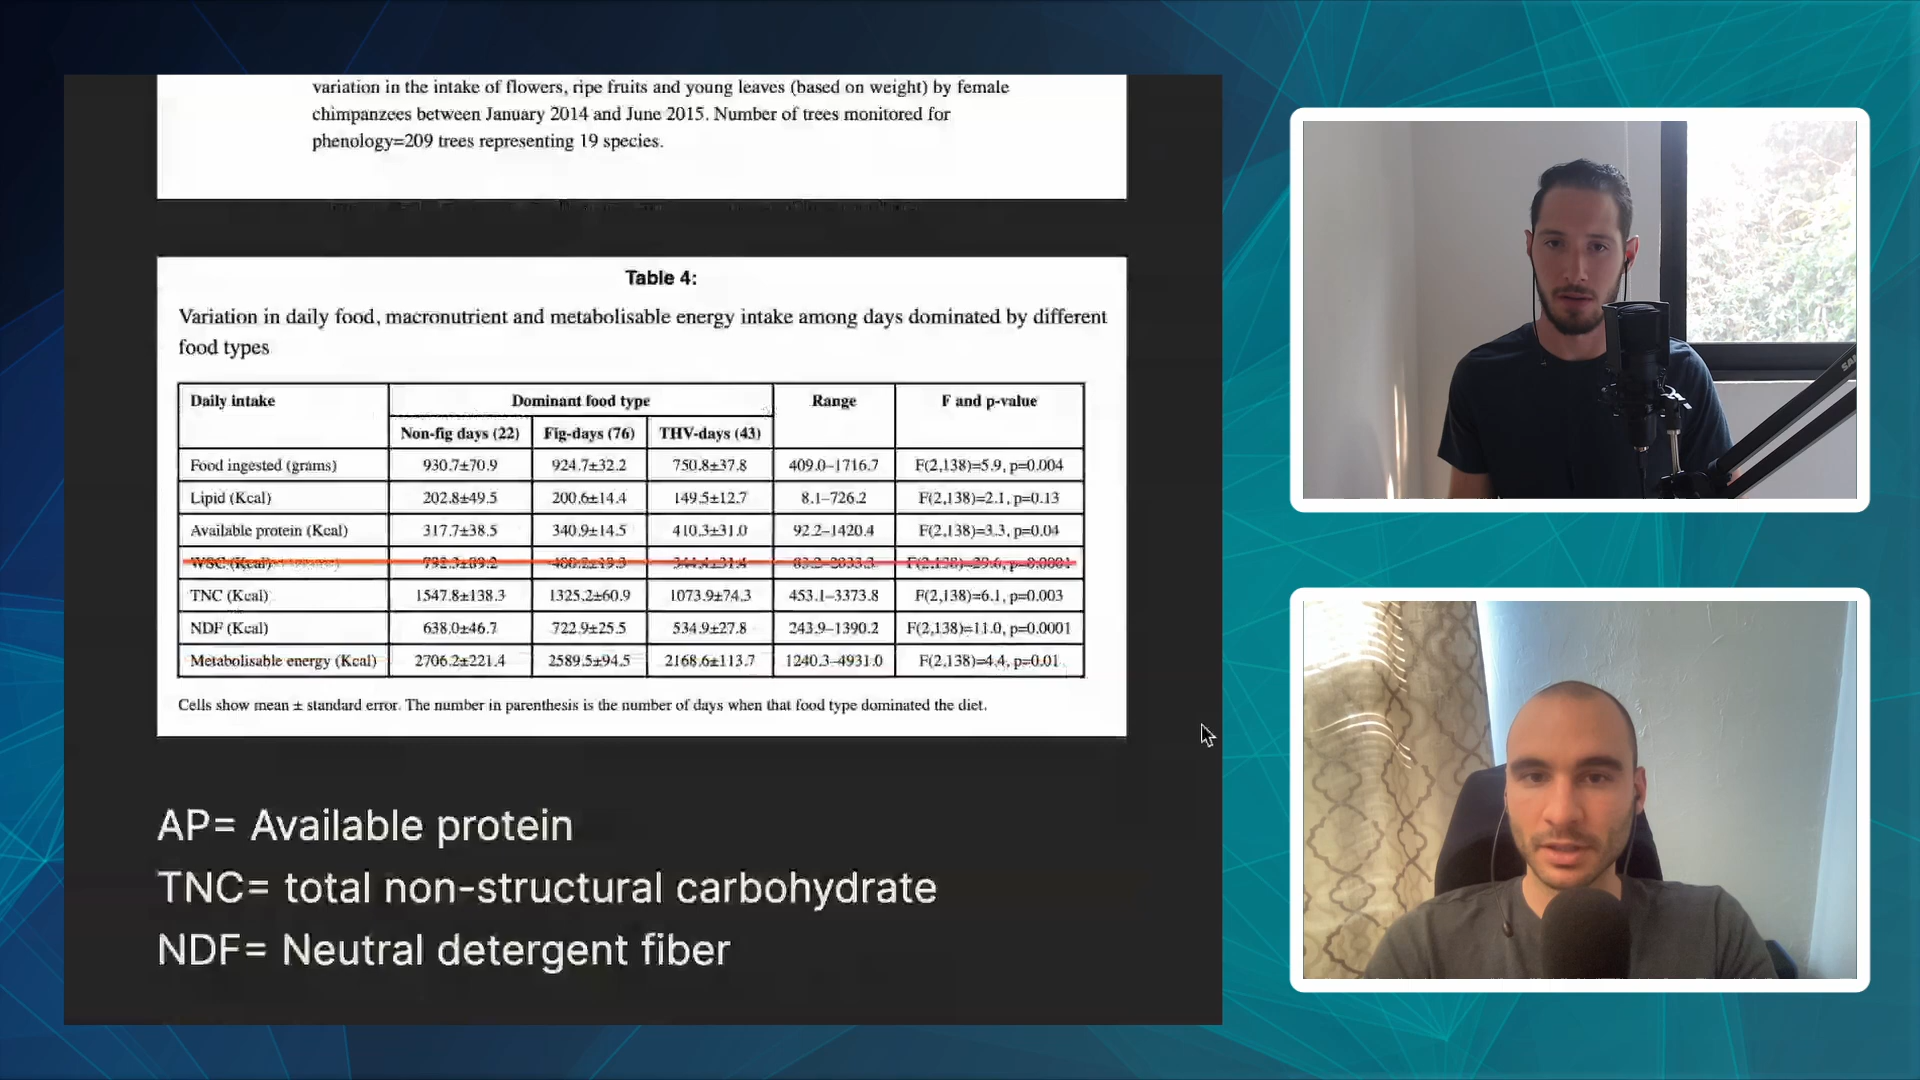 variation in the intake of flowers, ripe fruits and young leaves (based on weight) by female
chimpanzees between January 2014 and June 2015. Number of trees monitored for
phenology=209 trees representing 19 species.
Table 4:
Variation in daily food, macronutrient and metabolisable energy intake among days dominated by different
food types
Daily intake Dominant food type Range F and p-value
Non-fig days (22) Fig-days (76) THV-days (43)
Food ingested (grams) 930.7±70.9 924.7±32.2 750.8±37.8 409.0–1716.7 F(2,138)=5.9, p=0.004
Lipid (Kcal) 202.8±49.5 200.6±14.4 149.5±12.7 8.1–726.2 F(2,138)=2.1, p=0.13
Available protein (Kcal) 317.7±38.5 340.9±14.5 410.3±31.0 92.2–1420.4 F(2,138)=3.3, p=0.04
WSC (Kcal)
TNC (Kcal) 1547.8±138.3 1325.2±60.9 1073.9±74.3 453.1–3373.8 F(2,138)=6.1, p=0.003
NDF (Kcal) 638.0±46.7 722.9±25.5 534.9±27.8 243.9–1390.2 F(2,138)=11.0, p=0.0001
Metabolisable energy (Kcal) 2706.2±221.4 2589.5±94.5 2168.6±113.7 1240.3–4931.0 F(2,138)=4.4, p=0.01
Cells show mean ± standard error. The number in parenthesis is the number of days when that food type dominated the diet.
AP= Available protein
TNC= total non-structural carbohydrate
NDF= Neutral detergent fiber